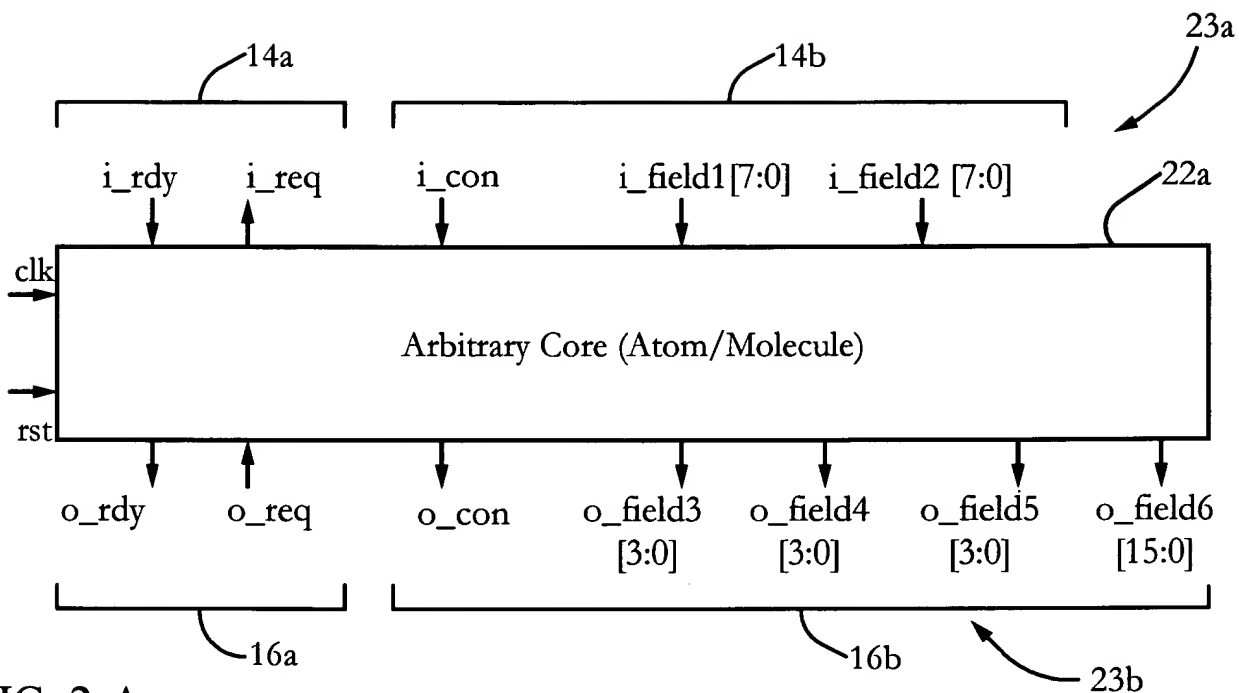 23a
14a 14b
i_rdy i_req i_con i_field1[7:0] i_field2 [7:0]
22a
clk
Arbitrary Core (Atom/Molecule)
rst
o_rdy o_req o_con o_field3 o_field4 o_field5 o_field6
[3:0] [3:0] [3:0] [15:0]
16a 16b
23b